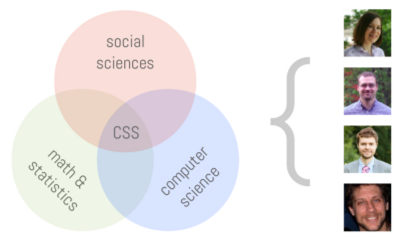 social
sciences
CSS
math &
statistics
computer
science